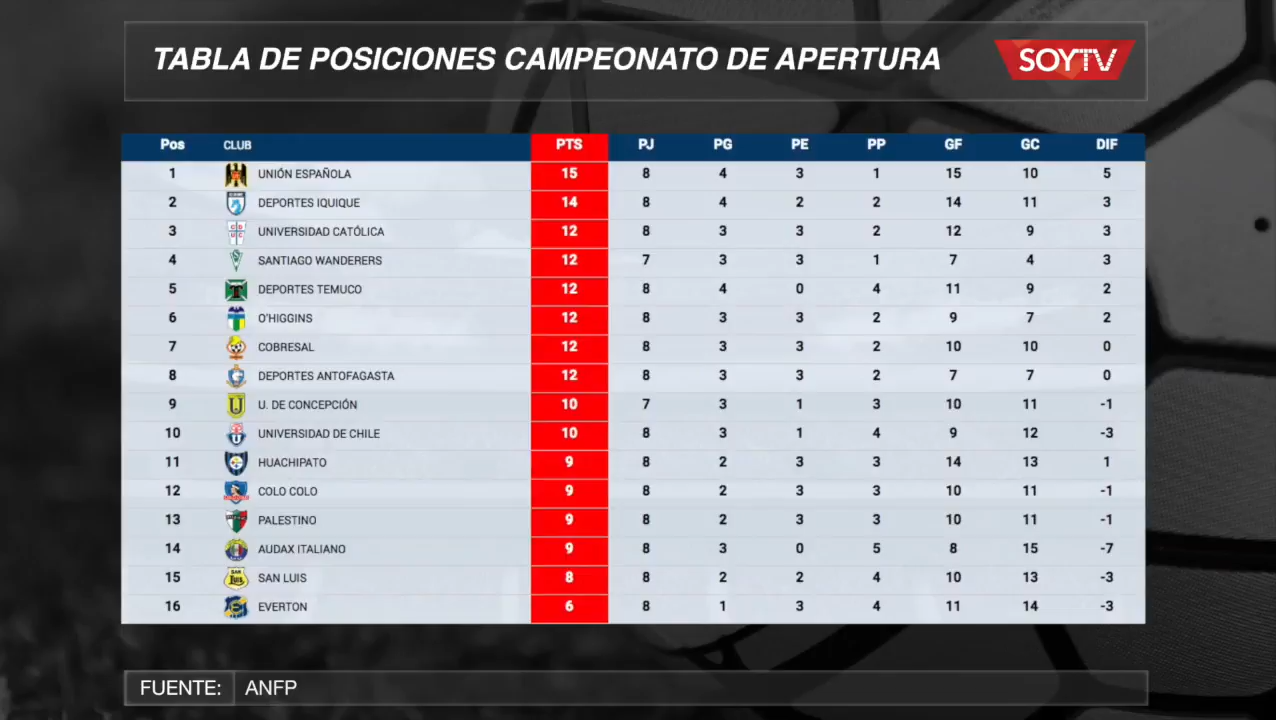 TABLA DE POSICIONES CAMPEONATO DE APERTURA SOYTV
Pos CLUB PTS PJ PG PE PP GF GC DIF
1 UNIÓN ESPAÑOLA 15 8 4 3 1 15 10 5
2 DEPORTES IQUIQUE 14 8 4 2 2 14 11 3
3 UNIVERSIDAD CATÓLICA 12 8 3 3 2 12 9 3
4 SANTIAGO WANDERERS 12 7 3 3 1 7 4 3
5 DEPORTES TEMUCO 12 8 4 0 4 11 9 2
6 O'HIGGINS 12 8 3 3 2 9 7 2
7 COBRESAL 12 8 3 3 2 10 10 0
8 DEPORTES ANTOFAGASTA 12 8 3 3 2 7 7 0
9 U. DE CONCEPCIÓN 10 7 3 1 3 10 11 -1
10 UNIVERSIDAD DE CHILE 10 8 3 1 4 9 12 -3
11 HUACHIPATO 9 8 2 3 3 14 13 1
12 COLO COLO 9 8 2 3 3 10 11 -1
13 PALESTINO 9 8 2 3 3 10 11 -1
14 AUDAX ITALIANO 9 8 3 0 5 8 15 -7
15 SAN LUIS 8 8 2 2 4 10 13 -3
16 EVERTON 6 8 1 3 4 11 14 -3
FUENTE: ANFP